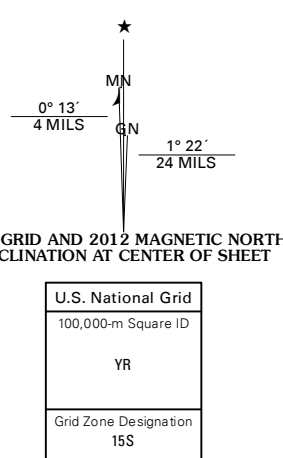 ★
MN
0° 13´
4 MILS
GN
1° 22´
24 MILS
GRID AND 2012 MAGNETIC NORTH
CLINATION AT CENTER OF SHEET
U.S. National Grid
100,000-m Square ID
YR
Grid Zone Designation
15S